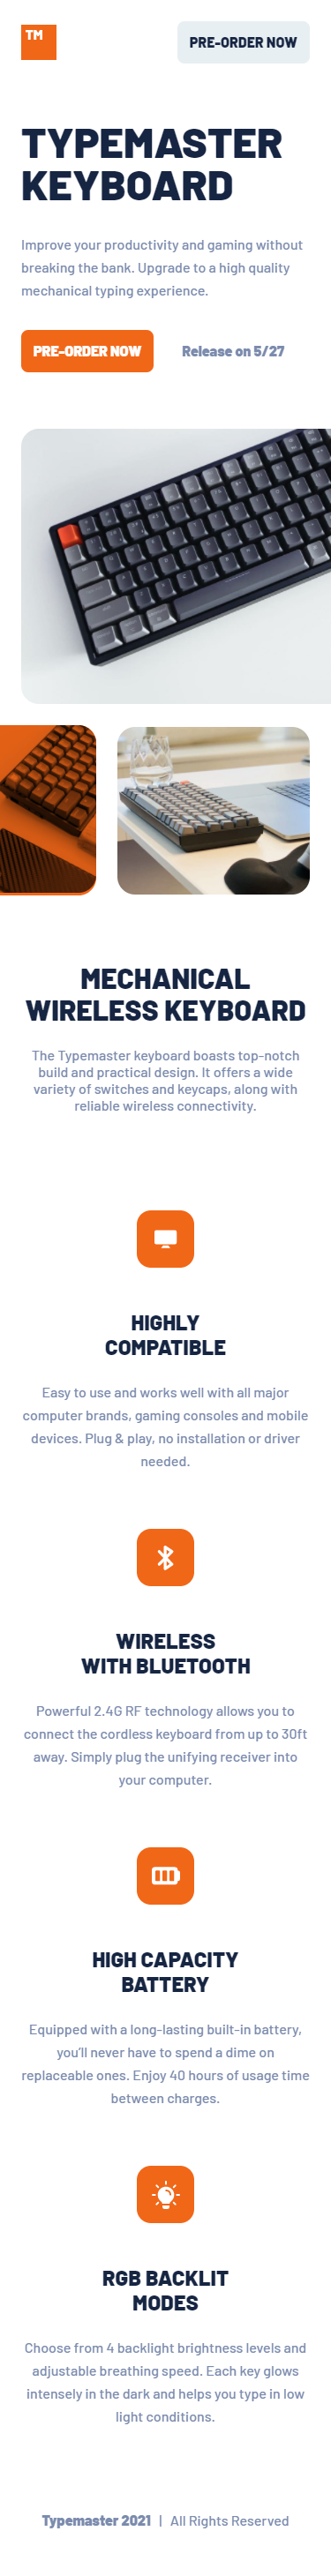 TM
PRE-ORDER NOW
TYPEMASTER
KEYBOARD
Improve your productivity and gaming without
breaking the bank. Upgrade to a high quality
mechanical typing experience.
PRE-ORDER NOW
Release on 5/27
MECHANICAL
WIRELESS KEYBOARD
The Typemaster keyboard boasts top-notch
build and practical design. It offers a wide
variety of switches and keycaps, along with
reliable wireless connectivity.
HIGHLY
COMPATIBLE
Easy to use and works well with all major
computer brands, gaming consoles and mobile
devices. Plug & play, no installation or driver
needed.
WIRELESS
WITH BLUETOOTH
Powerful 2.4G RF technology allows you to
connect the cordless keyboard from up to 30ft
away. Simply plug the unifying receiver into
your computer.
HIGH CAPACITY
BATTERY
Equipped with a long-lasting built-in battery,
you'll never have to spend a dime on
replaceable ones. Enjoy 40 hours of usage time
between charges.
RGB BACKLIT
MODES
Choose from 4 backlight brightness levels and
adjustable breathing speed. Each key glows
intensely in the dark and helps you type in low
light conditions.
Typemaster 2021 | All Rights Reserved